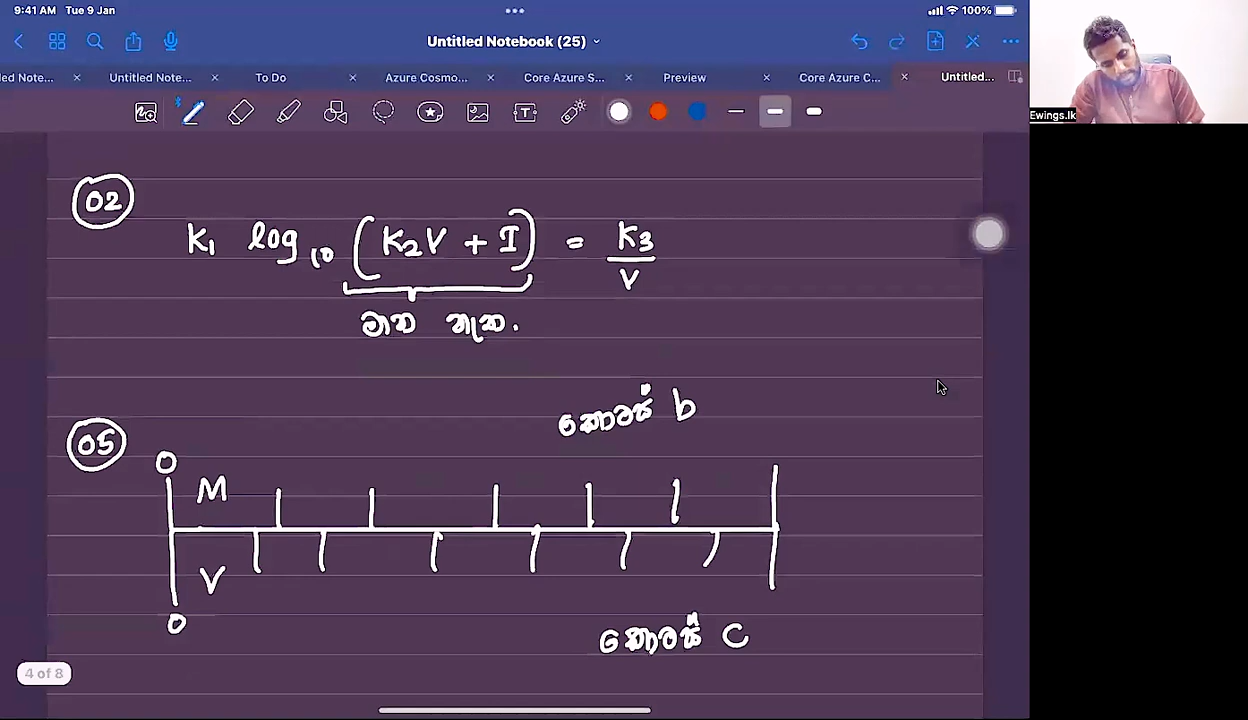 9:41 AM Tue 9 Jan
100%
Untitled Notebook (25)
led Note...
Untitled Note...
To Do
Azure Cosmo...
Core Azure S...
Preview
Core Azure C...
Untitled...
Ewings.lk
02
K₁ log₁₀ (K₂V + I) = K₃/V
මාන නැත.
කොටස් b
05
0
M
V
0
කොටස් C
4 of 8